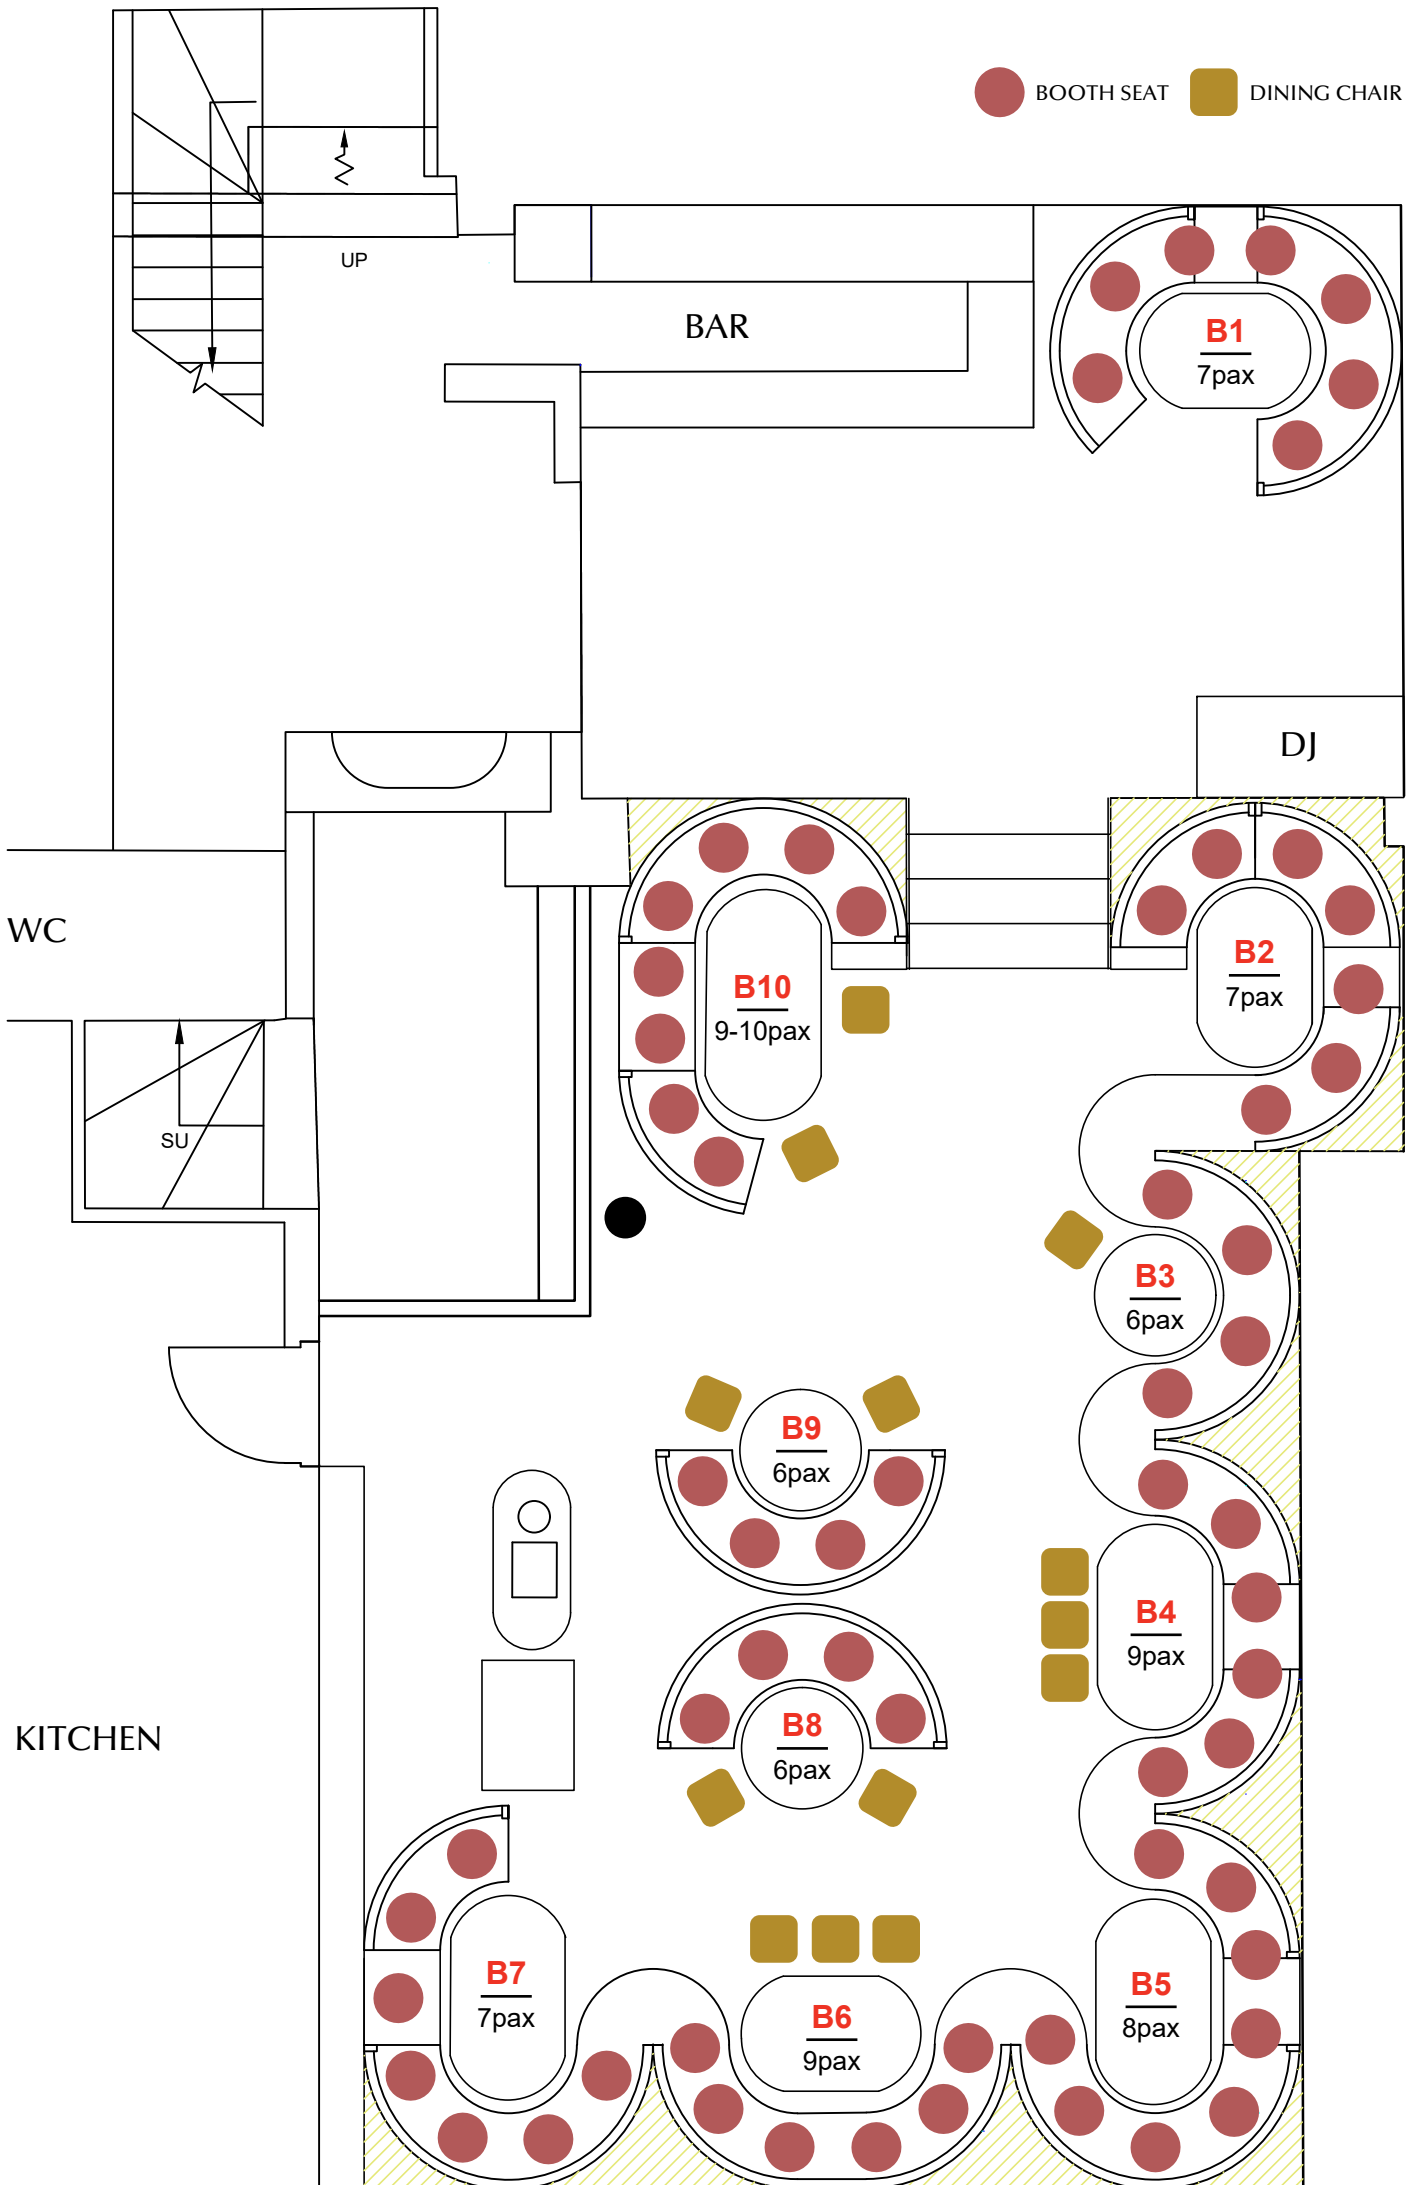 BOOTH SEAT
DINING CHAIR
UP
BAR
B1
7pax
DJ
WC
B10
9-10pax
B2
7pax
SU
B3
6pax
B9
6pax
B4
9pax
B8
6pax
KITCHEN
B7
7pax
B6
9pax
B5
8pax